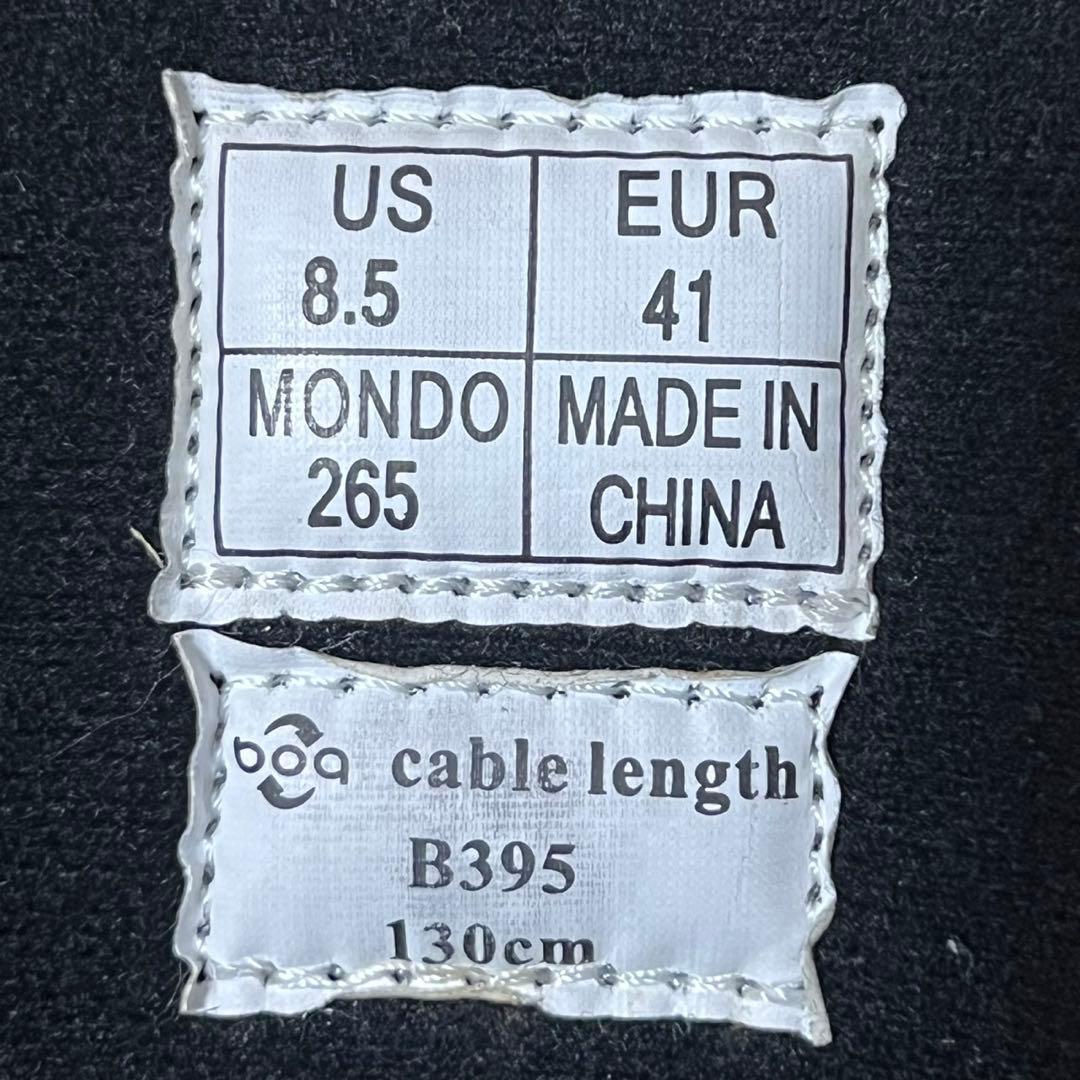 US
8.5
EUR
41
MONDO
265
MADE IN
CHINA
boa cable length
B395
130cm